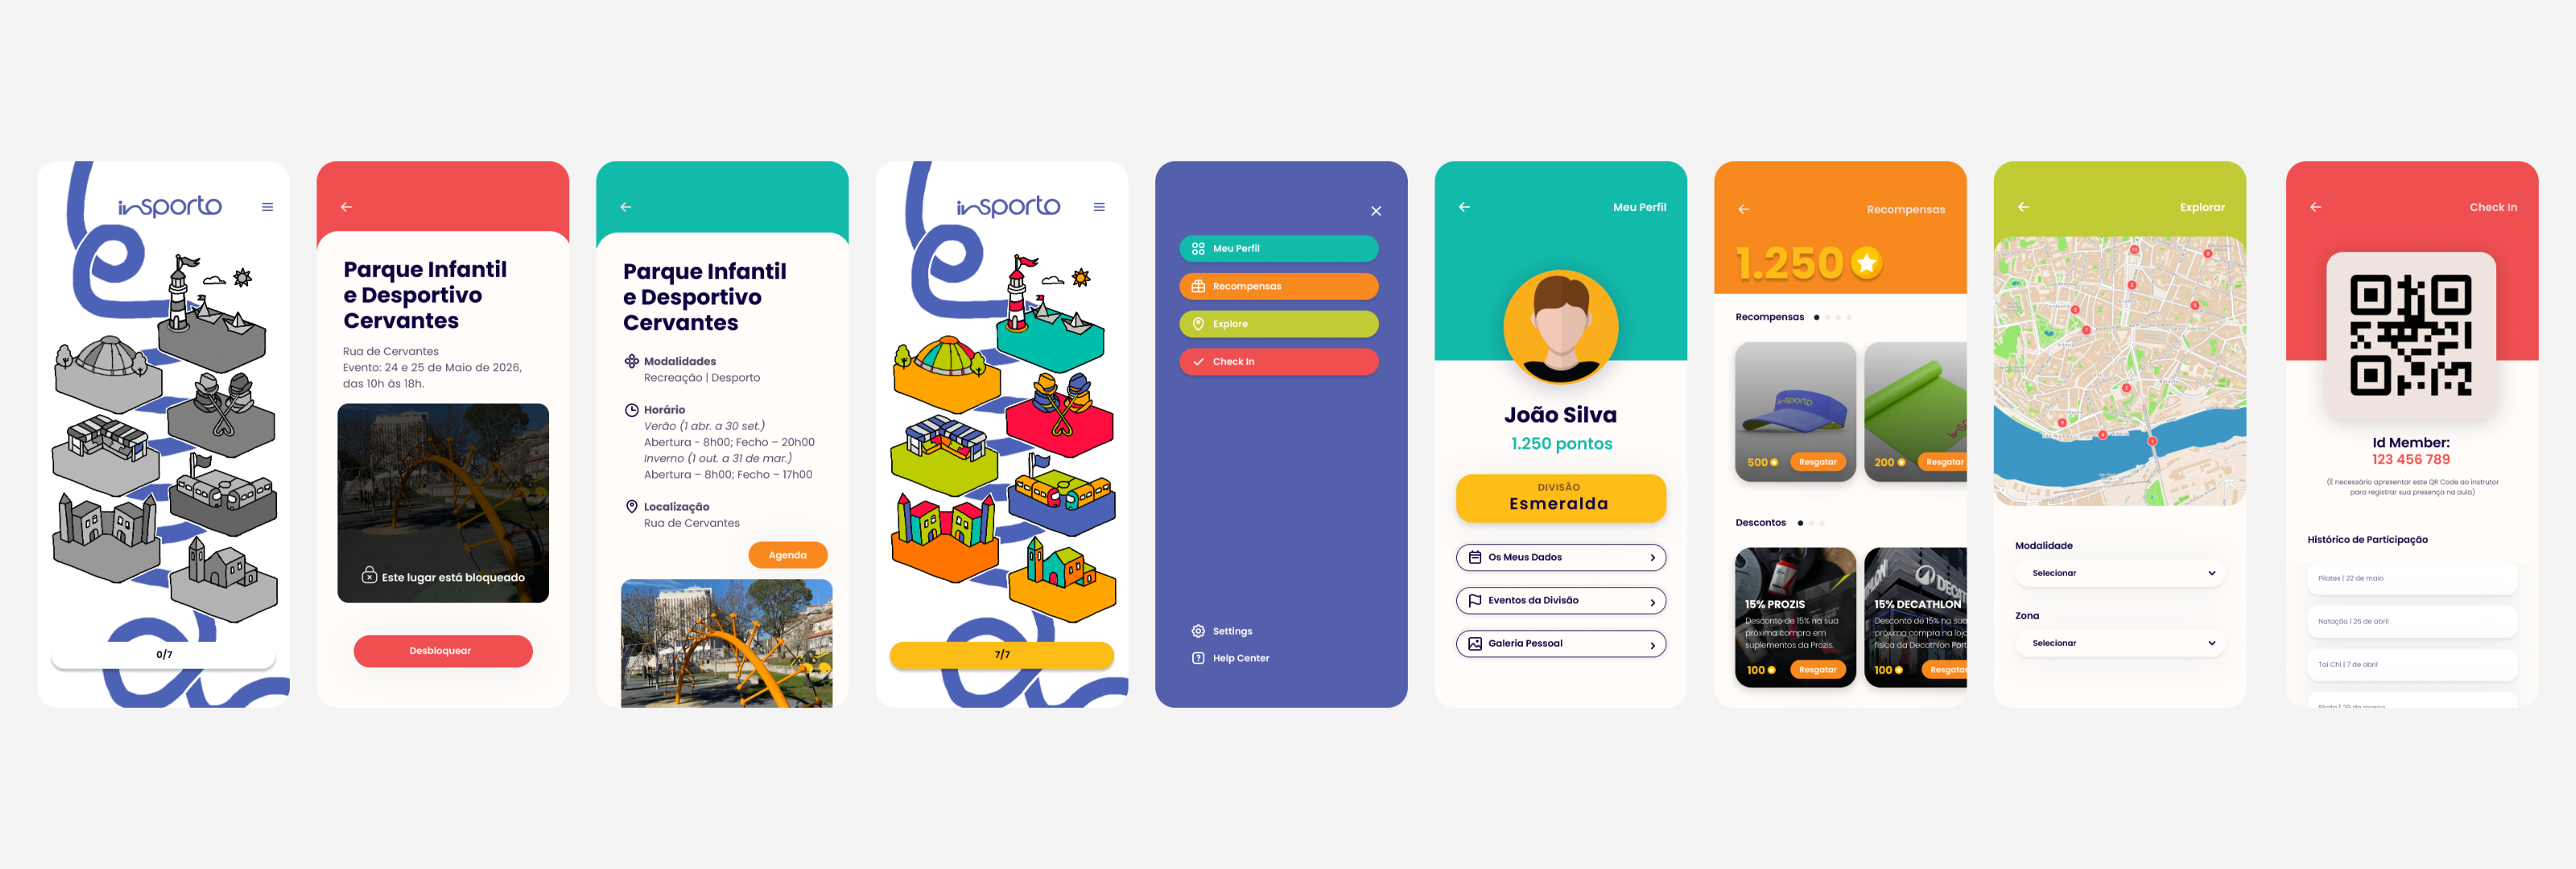 insporto
0/7
Parque Infantil
e Desportivo
Cervantes
Rua de Cervantes
Evento: 24 e 25 de Maio de 2026,
das 10h às 18h.
Este lugar está bloqueado
Desbloquear
Parque Infantil
e Desportivo
Cervantes
Modalidades
Recreação | Desporto
Horário
Verão (1 abr. a 30 set.)
Abertura - 8h00; Fecho – 20h00
Inverno (1 out. a 31 de mar.)
Abertura – 8h00; Fecho – 17h00
Localização
Rua de Cervantes
Agenda
insporto
7/7
Meu Perfil
Recompensas
Explore
Check In
Settings
Help Center
Meu Perfil
João Silva
1.250 pontos
DIVISÃO
Esmeralda
Os Meus Dados
Eventos da Divisão
Galeria Pessoal
Recompensas
1.250
Recompensas
insporto
500 Resgatar
200 Resgatar
Descontos
15% PROZIS
Desconto de 15% na sua
próxima compra em
suplementos da Prozis.
100 Resgatar
15% DECATHLON
Desconto de 15% na sua
próxima compra na loja
física da Decathlon Port
100 Resgatar
Explorar
Modalidade
Selecionar
Zona
Selecionar
Check In
Id Member:
123 456 789
(É necessário apresentar este QR Code ao instrutor
para registrar sua presença na aula)
Histórico de Participação
Pilates | 22 de maio
Natação | 26 de abril
Tai Chi | 7 de abril